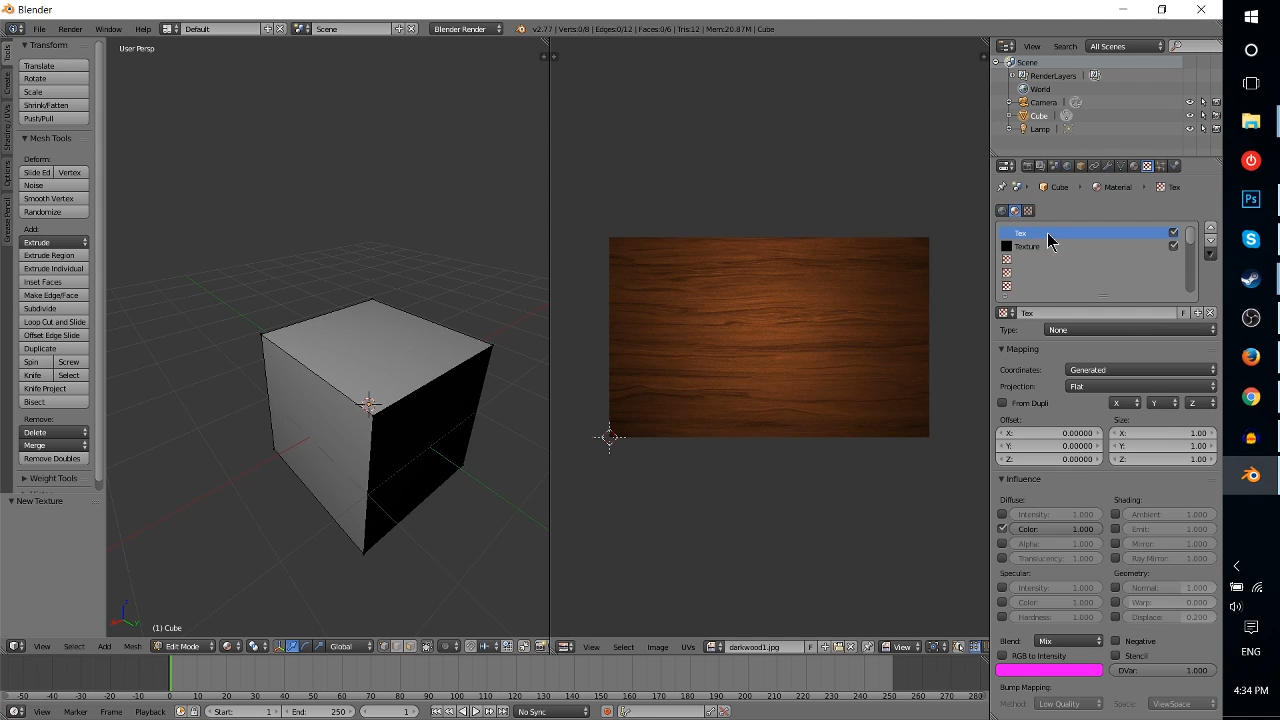 Blender
File Render Window Help Default Scene Blender Render v2.77 | Verts:0/8 | Edges:0/12 | Faces:0/6 | Tris:12 | Mem:20.87M | Cube
Tools
Create
Shading / UVs
Options
Grease Pencil
Transform
Translate
Rotate
Scale
Shrink/Fatten
Push/Pull
Mesh Tools
Deform:
Slide Ed Vertex
Noise
Smooth Vertex
Randomize
Add:
Extrude
Extrude Region
Extrude Individual
Inset Faces
Make Edge/Face
Subdivide
Loop Cut and Slide
Offset Edge Slide
Duplicate
Spin Screw
Knife Select
Knife Project
Bisect
Remove:
Delete
Merge
Remove Doubles
Weight Tools
New Texture
User Persp
(1) Cube
View Select Add Mesh Edit Mode Global
View Select Image UVs darkwood1.jpg F View
View Search All Scenes
Scene
RenderLayers |
World
Camera
Cube
Lamp
Cube Material Tex
Tex
Texture
Tex F
Type: None
Mapping
Coordinates: Generated
Projection: Flat
From Dupli X Y Z
Offset: Size:
X: 0.00000 X: 1.00
Y: 0.00000 Y: 1.00
Z: 0.00000 Z: 1.00
Influence
Diffuse: Shading:
Intensity: 1.000 Ambient: 1.000
Color: 1.000 Emit: 1.000
Alpha: 1.000 Mirror: 1.000
Translucency: 1.000 Ray Mirror: 1.000
Specular: Geometry:
Intensity: 1.000 Normal: 1.000
Color: 1.000 Warp: 0.000
Hardness: 1.000 Displace: 0.200
Blend: Mix Negative
RGB to Intensity Stencil
DVar: 1.000
Bump Mapping:
Method: Low Quality Space: ViewSpace
-50 -40 -30 -20 -10 0 10 20 30 40 50 60 70 80 90 100 110 120 130 140 150 160 170 180 190 200 210 220 230 240 250 260 270 280
View Marker Frame Playback Start: 1 End: 250 1 No Sync
Ps
ENG
4:34 PM